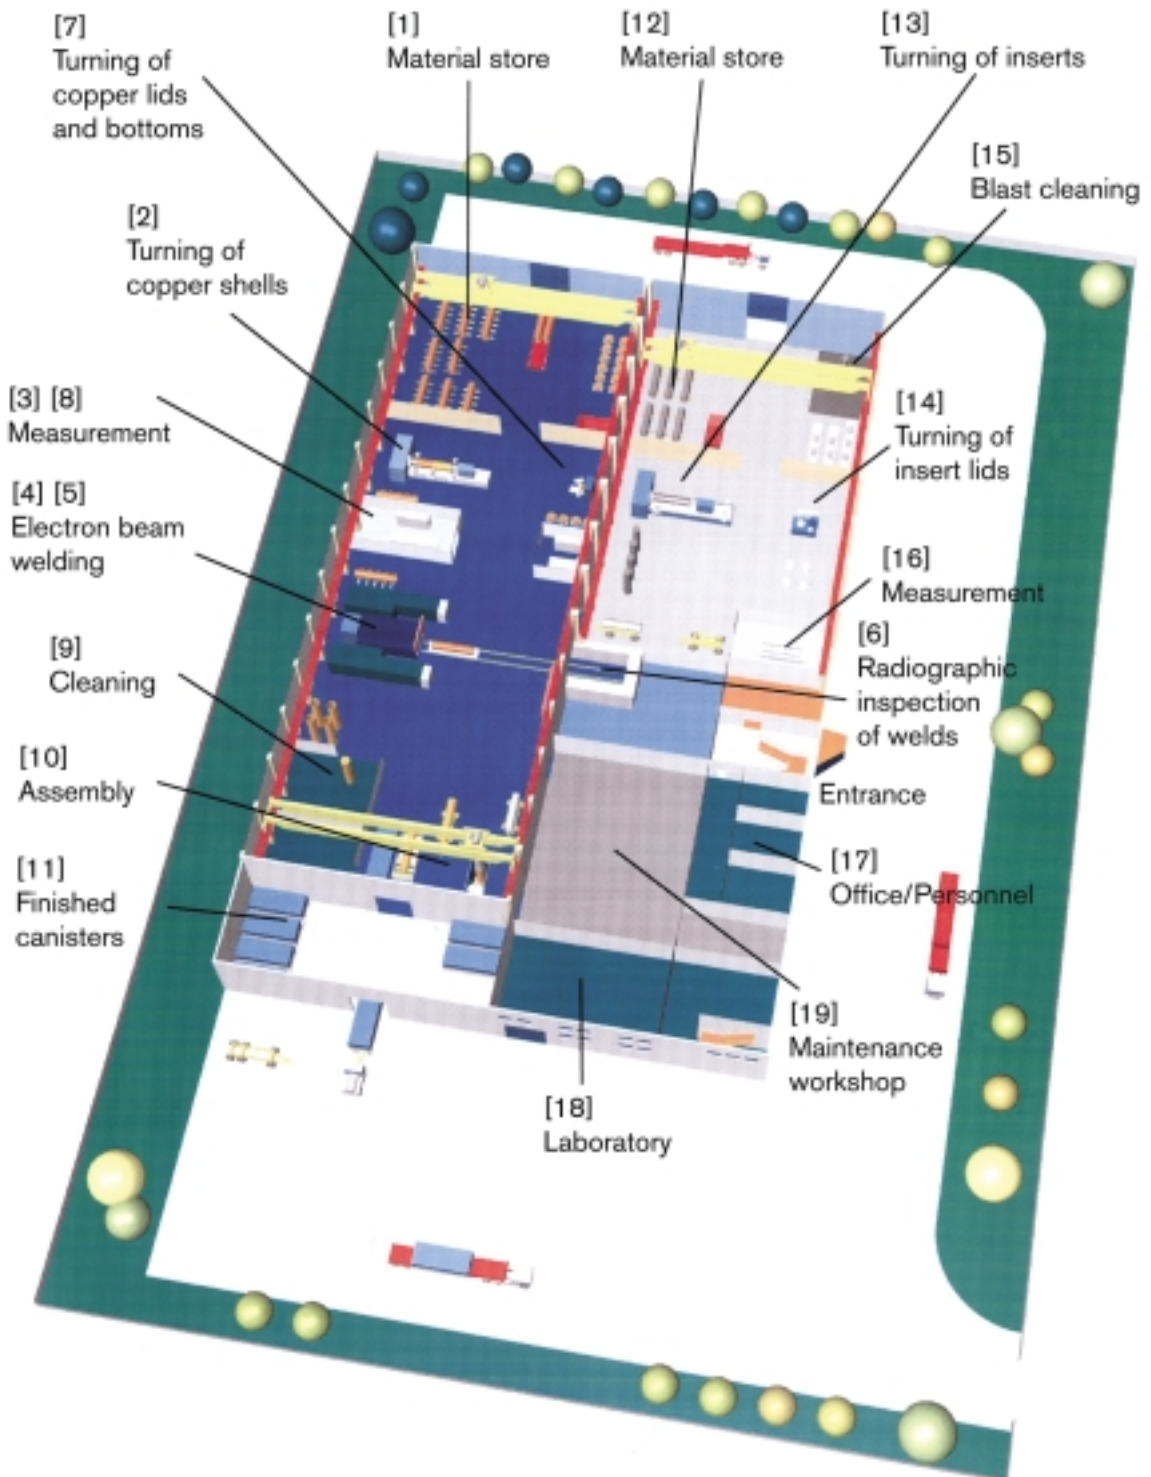 [7]
Turning of
copper lids
and bottoms
[1]
Material store
[12]
Material store
[13]
Turning of inserts
[15]
Blast cleaning
[2]
Turning of
copper shells
[3] [8]
Measurement
[14]
Turning of
insert lids
[4] [5]
Electron beam
welding
[16]
Measurement
[6]
Radiographic
inspection
of welds
[9]
Cleaning
[10]
Assembly
Entrance
[11]
Finished
canisters
[17]
Office/Personnel
[19]
Maintenance
workshop
[18]
Laboratory